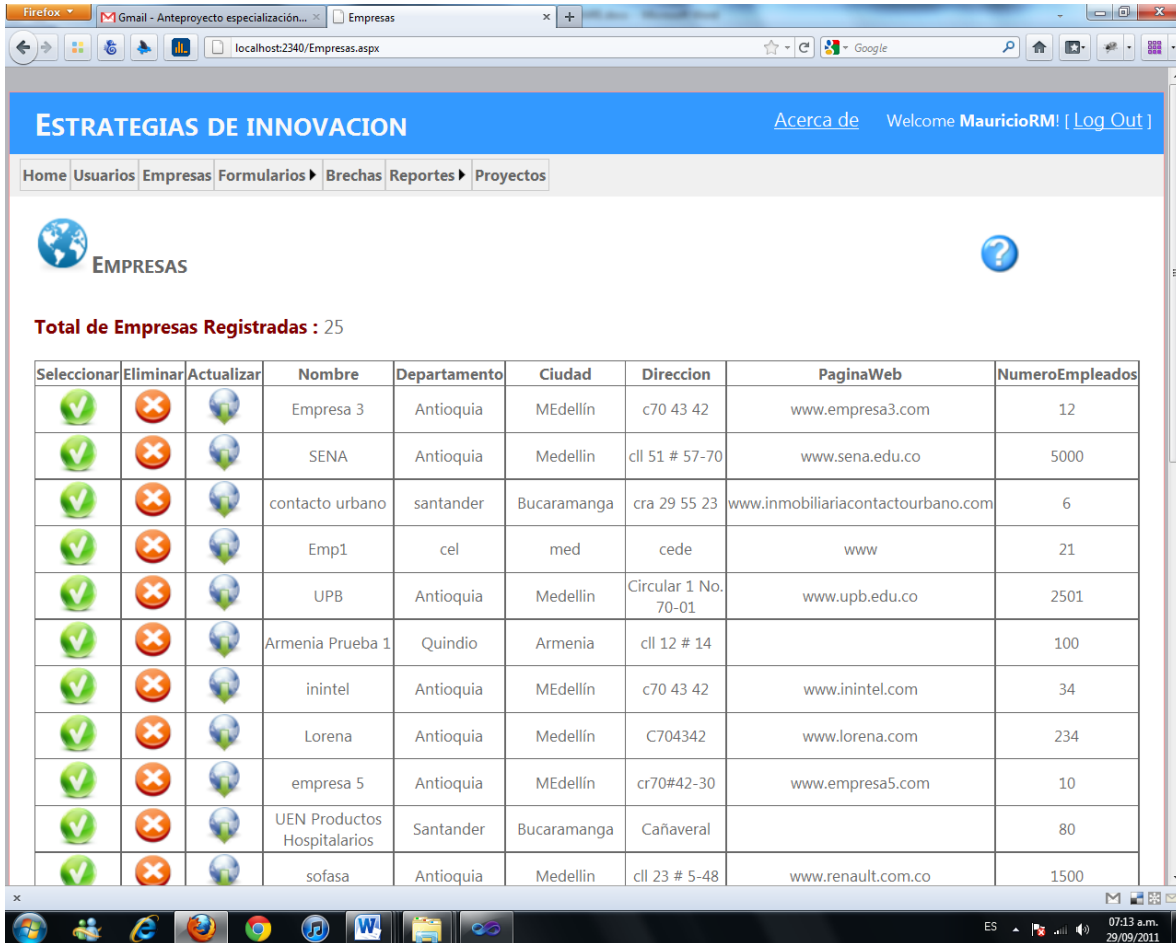 Firefox
Gmail - Anteproyecto especialización... ×
Empresas ×
localhost:2340/Empresas.aspx
Google
ESTRATEGIAS DE INNOVACION
Acerca de Welcome MauricioRM! [ Log Out ]
Home Usuarios Empresas Formularios Brechas Reportes Proyectos
EMPRESAS
?
Total de Empresas Registradas : 25
Seleccionar Eliminar Actualizar Nombre Departamento Ciudad Direccion PaginaWeb NumeroEmpleados
Empresa 3 Antioquia MEdellín c70 43 42 www.empresa3.com 12
SENA Antioquia Medellin cll 51 # 57-70 www.sena.edu.co 5000
contacto urbano santander Bucaramanga cra 29 55 23 www.inmobiliariacontactourbano.com 6
Emp1 cel med cede www 21
UPB Antioquia Medellin Circular 1 No. 70-01 www.upb.edu.co 2501
Armenia Prueba 1 Quindio Armenia cll 12 # 14 100
inintel Antioquia MEdellín c70 43 42 www.inintel.com 34
Lorena Antioquia Medellín C704342 www.lorena.com 234
empresa 5 Antioquia MEdellín cr70#42-30 www.empresa5.com 10
UEN Productos Hospitalarios Santander Bucaramanga Cañaveral 80
sofasa Antioquia Medellin cll 23 # 5-48 www.renault.com.co 1500
×
ES 07:13 a.m.
29/09/2011